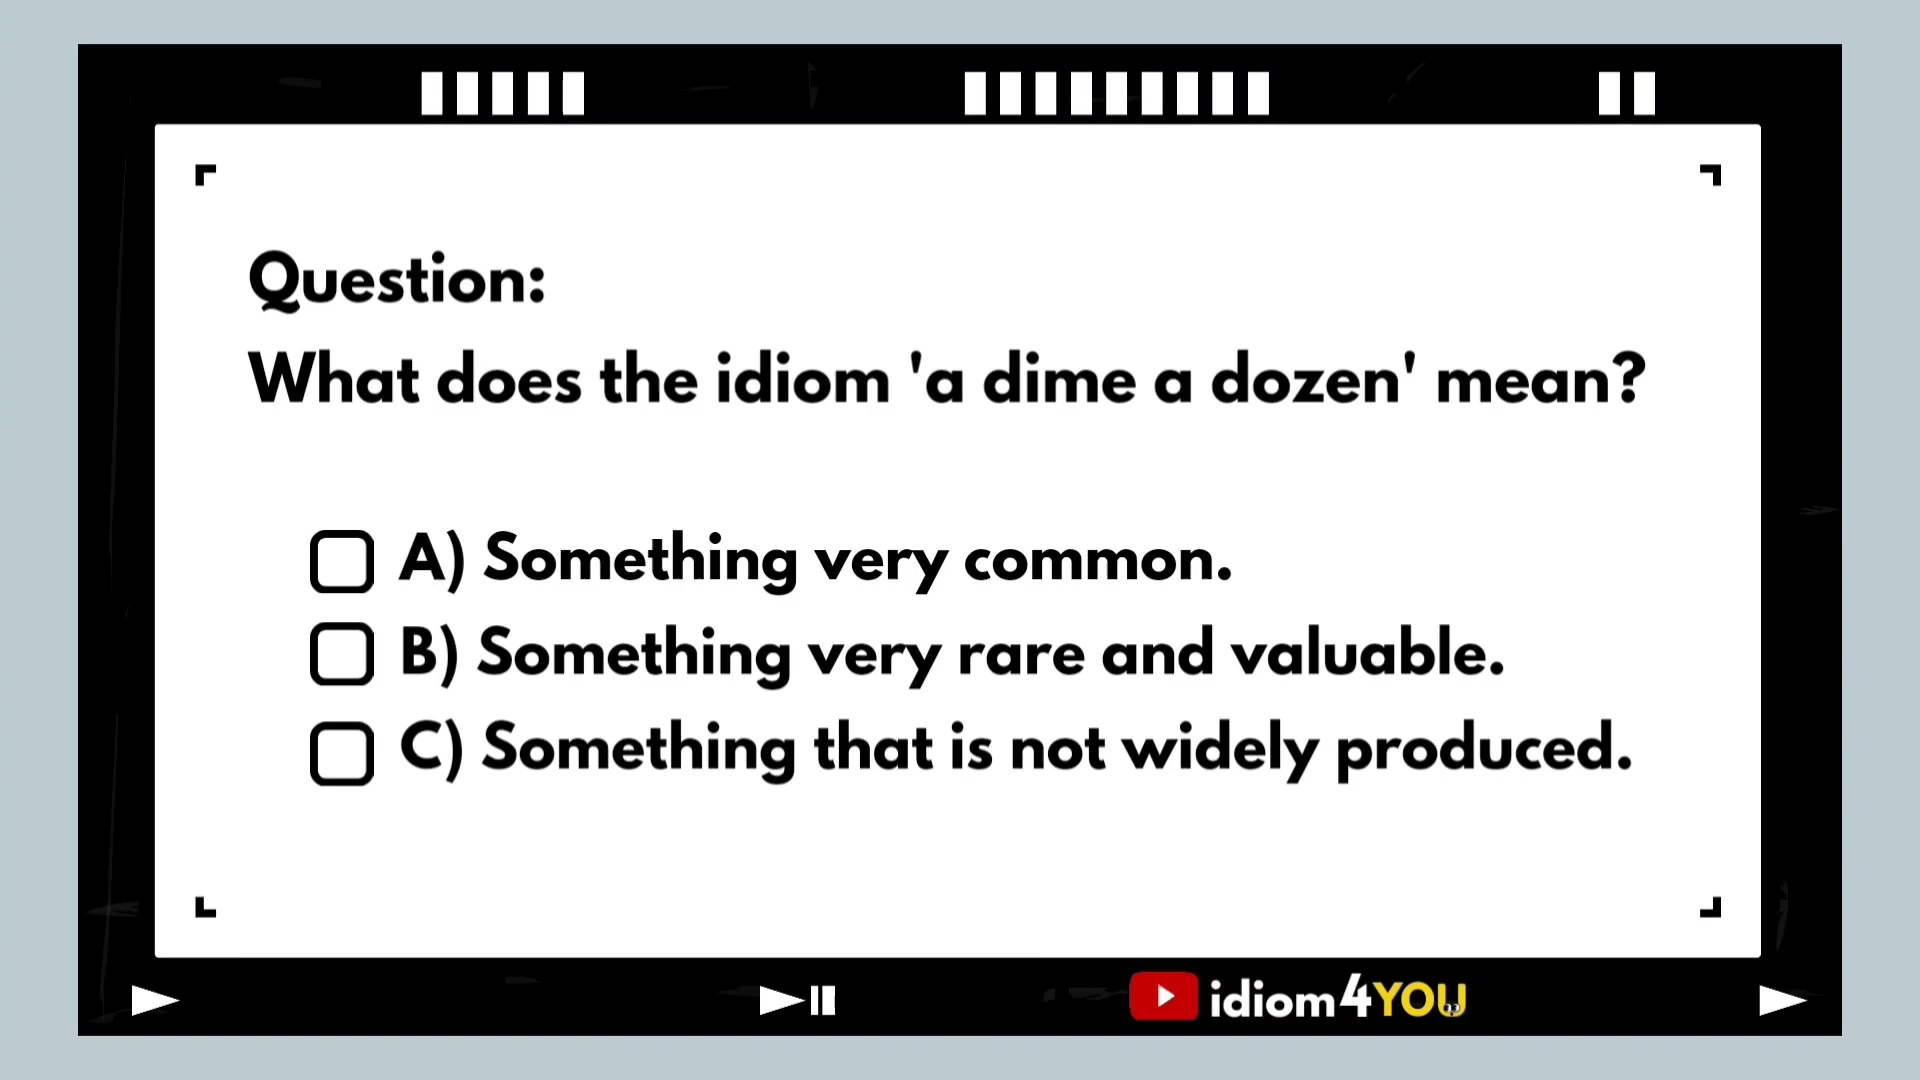 Question:
What does the idiom 'a dime a dozen' mean?
A) Something very common.
B) Something very rare and valuable.
C) Something that is not widely produced.
idiom4YOU